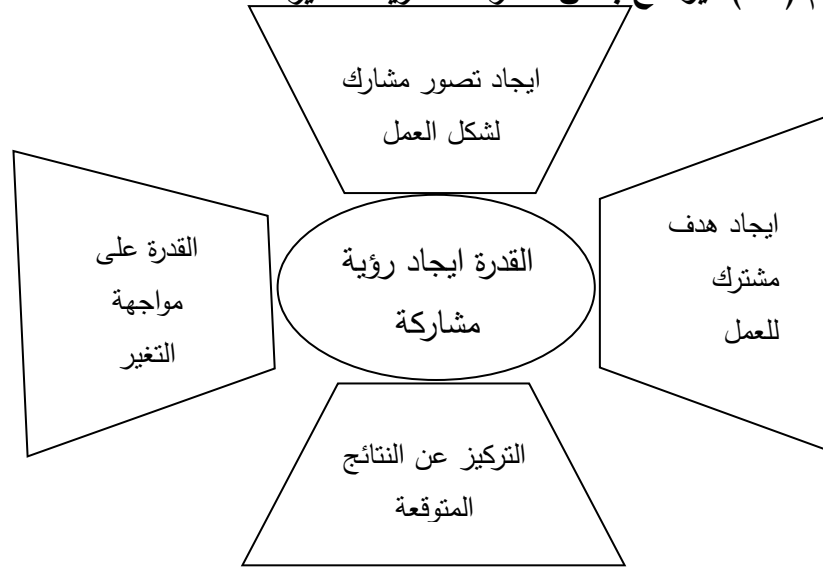 ايجاد تصور مشارك
لشكل العمل
ايجاد هدف
مشترك
للعمل
القدرة ايجاد رؤية
مشاركة
القدرة على
مواجهة
التغير
التركيز عن النتائج
المتوقعة